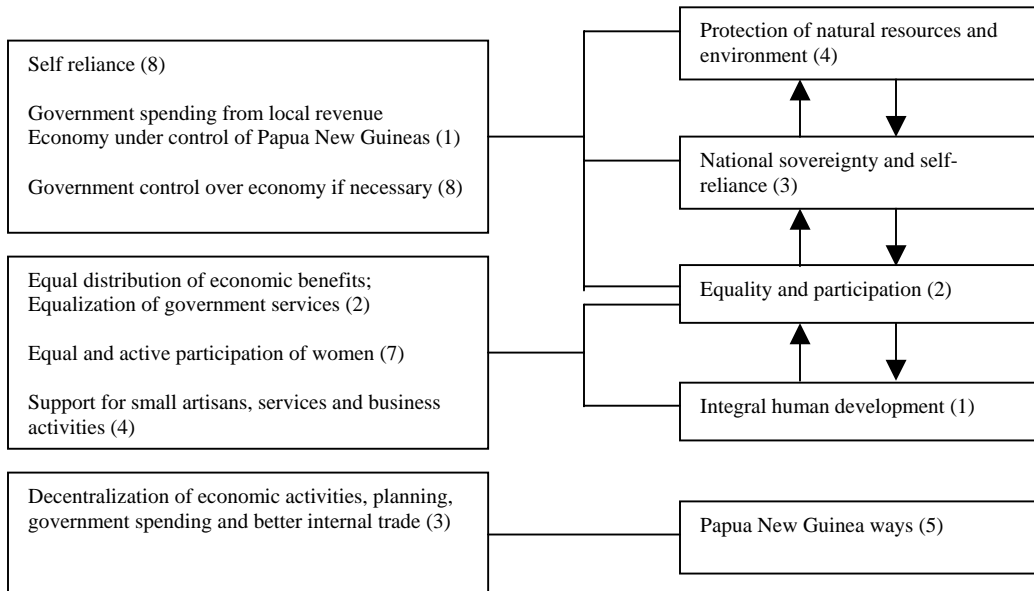 Self reliance (8)
Government spending from local revenue
Economy under control of Papua New Guineas (1)
Government control over economy if necessary (8)
Equal distribution of economic benefits;
Equalization of government services (2)
Equal and active participation of women (7)
Support for small artisans, services and business
activities (4)
Decentralization of economic activities, planning,
government spending and better internal trade (3)
Protection of natural resources and
environment (4)
National sovereignty and self-
reliance (3)
Equality and participation (2)
Integral human development (1)
Papua New Guinea ways (5)